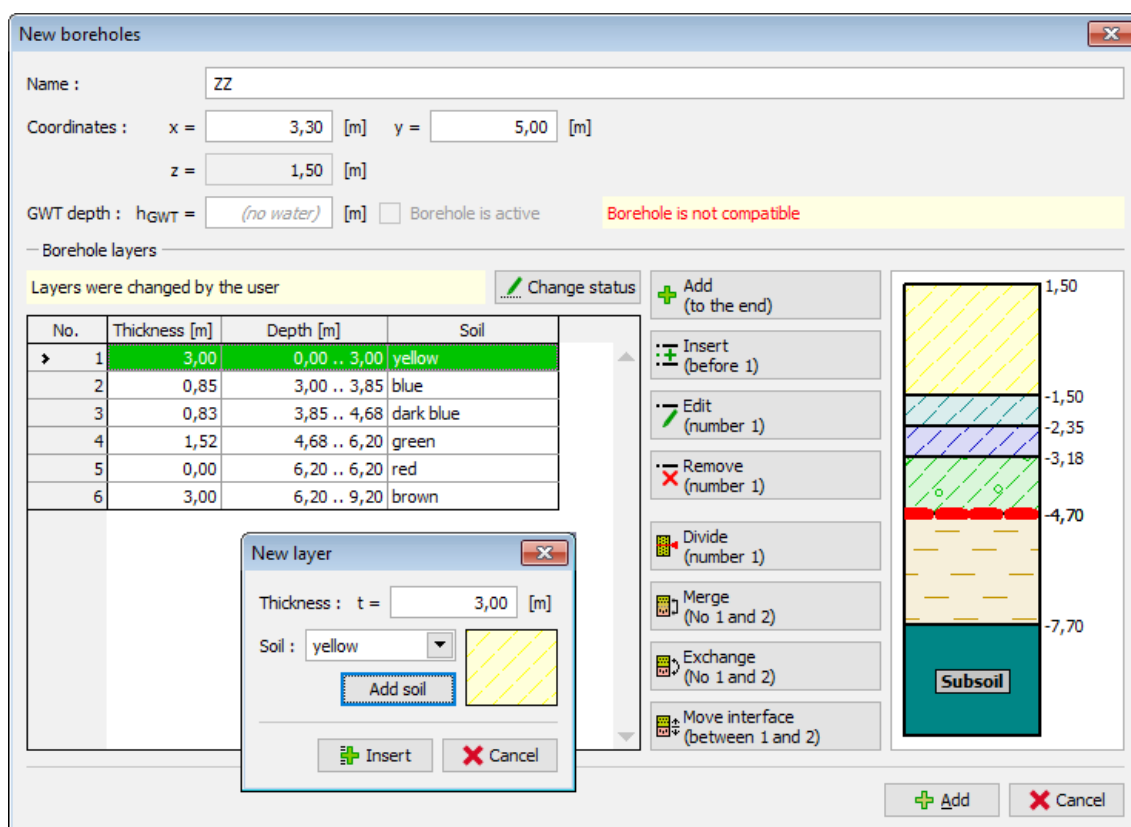 New boreholes
Name : ZZ
Coordinates : x = 3,30 [m] y = 5,00 [m]
z = 1,50 [m]
GWT depth : hGWT = (no water) [m] Borehole is active Borehole is not compatible
Borehole layers
Layers were changed by the user Change status
No. Thickness [m] Depth [m] Soil
1 3,00 0,00 .. 3,00 yellow
2 0,85 3,00 .. 3,85 blue
3 0,83 3,85 .. 4,68 dark blue
4 1,52 4,68 .. 6,20 green
5 0,00 6,20 .. 6,20 red
6 3,00 6,20 .. 9,20 brown
New layer
Thickness : t = 3,00 [m]
Soil : yellow
Add soil
Insert Cancel
Add
(to the end)
Insert
(before 1)
Edit
(number 1)
Remove
(number 1)
Divide
(number 1)
Merge
(No 1 and 2)
Exchange
(No 1 and 2)
Move interface
(between 1 and 2)
1,50
-1,50
-2,35
-3,18
-4,70
-7,70
Subsoil
Add Cancel